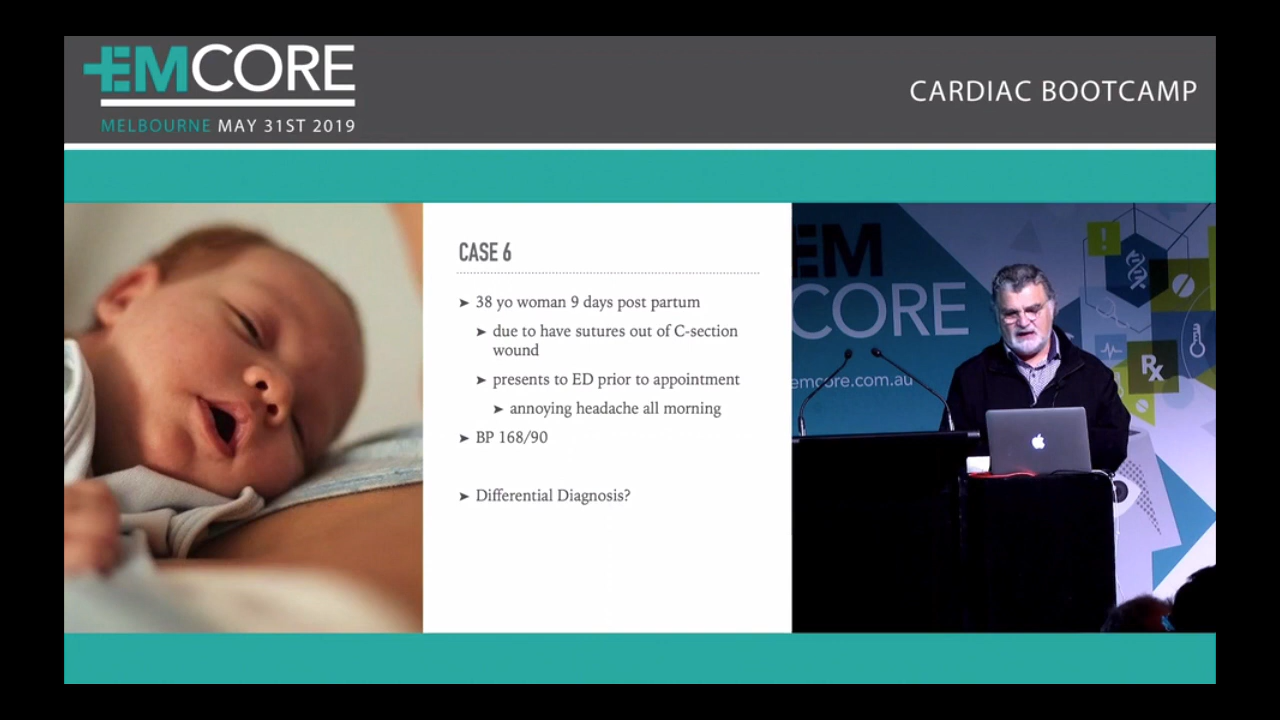 EMCORE
MELBOURNE MAY 31ST 2019
CARDIAC BOOTCAMP
CASE 6
➤ 38 yo woman 9 days post partum
➤ due to have sutures out of C-section
wound
➤ presents to ED prior to appointment
➤ annoying headache all morning
➤ BP 168/90
➤ Differential Diagnosis?
EM
CORE
emcore.com.au
!
Rx